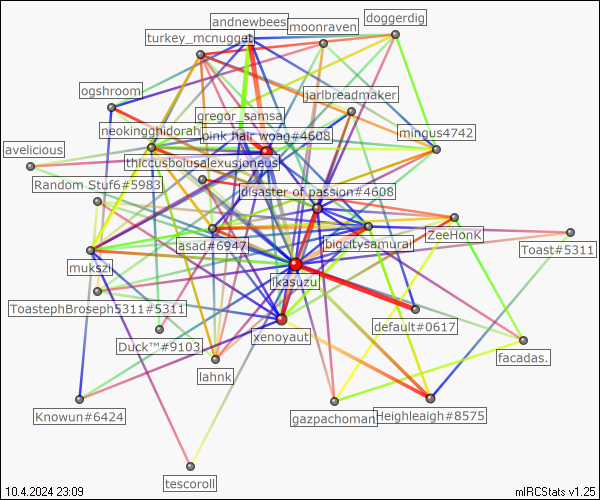 andnewbees
doggerdig
moonraven
turkey_mcnugget
ogshroom
jarlbreadmaker
gregor_samsa
neokingghidorah
pink hair woag#4608
mingus4742
avelicious
thiccusbolusalexusjoneus
Random Stuf6#5983
disaster of passion#4608
ZeeHonK
asad#6947
bigcitysamurai
Toast#5311
mukszi
ikasuzu
ToastephBroseph5311#5311
default#0617
xenoyaut
Duck™#9103
facadas.
lahnk
Knowun#6424
gazpachoman
Heighleaigh#8575
tescoroll
10.4.2024 23:09
mIRCStats v1.25